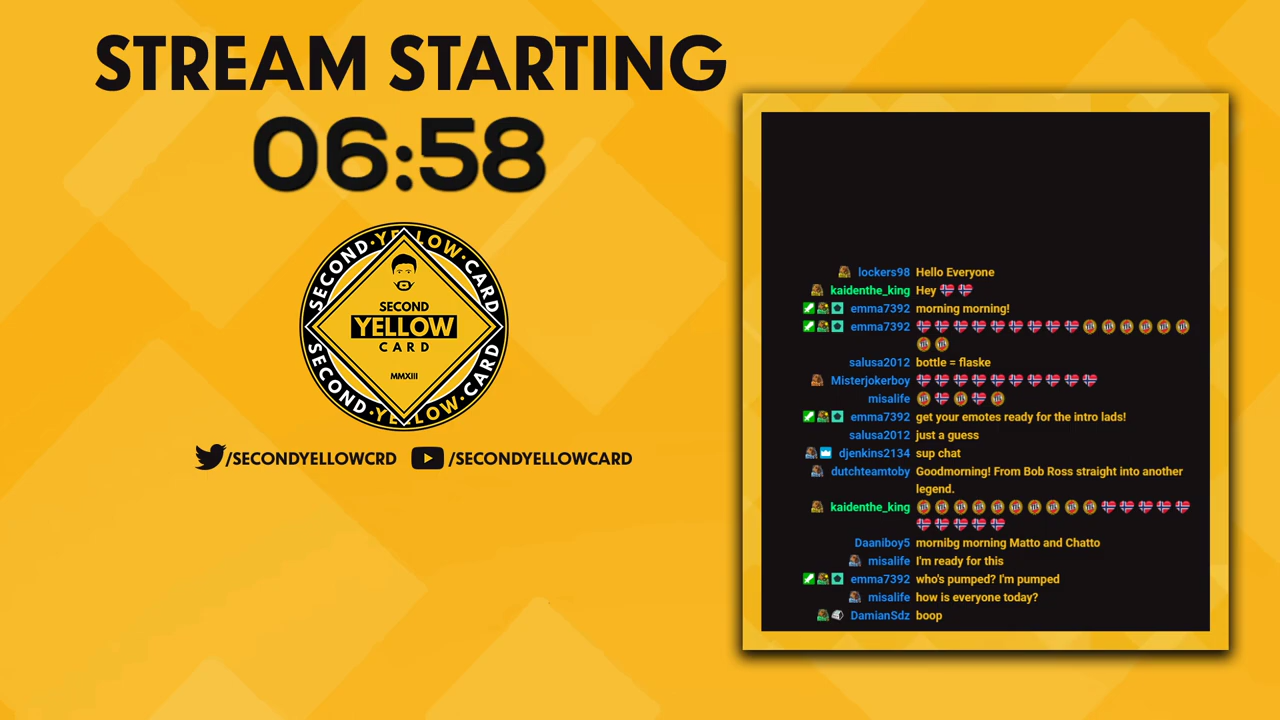 STREAM STARTING
06:58
SECOND·YELLOW·CARD
SECOND
YELLOW
CARD
MMXIII
SECOND·YELLOW·CARD
/SECONDYELLOWCRD /SECONDYELLOWCARD
lockers98 Hello Everyone
kaidenthe_king Hey
emma7392 morning morning!
emma7392
salusa2012 bottle = flaske
Misterjokerboy
misalife
emma7392 get your emotes ready for the intro lads!
salusa2012 just a guess
djenkins2134 sup chat
dutchteamtoby Goodmorning! From Bob Ross straight into another
legend.
kaidenthe_king
Daaniboy5 mornibg morning Matto and Chatto
misalife I'm ready for this
emma7392 who's pumped? I'm pumped
misalife how is everyone today?
DamianSdz boop